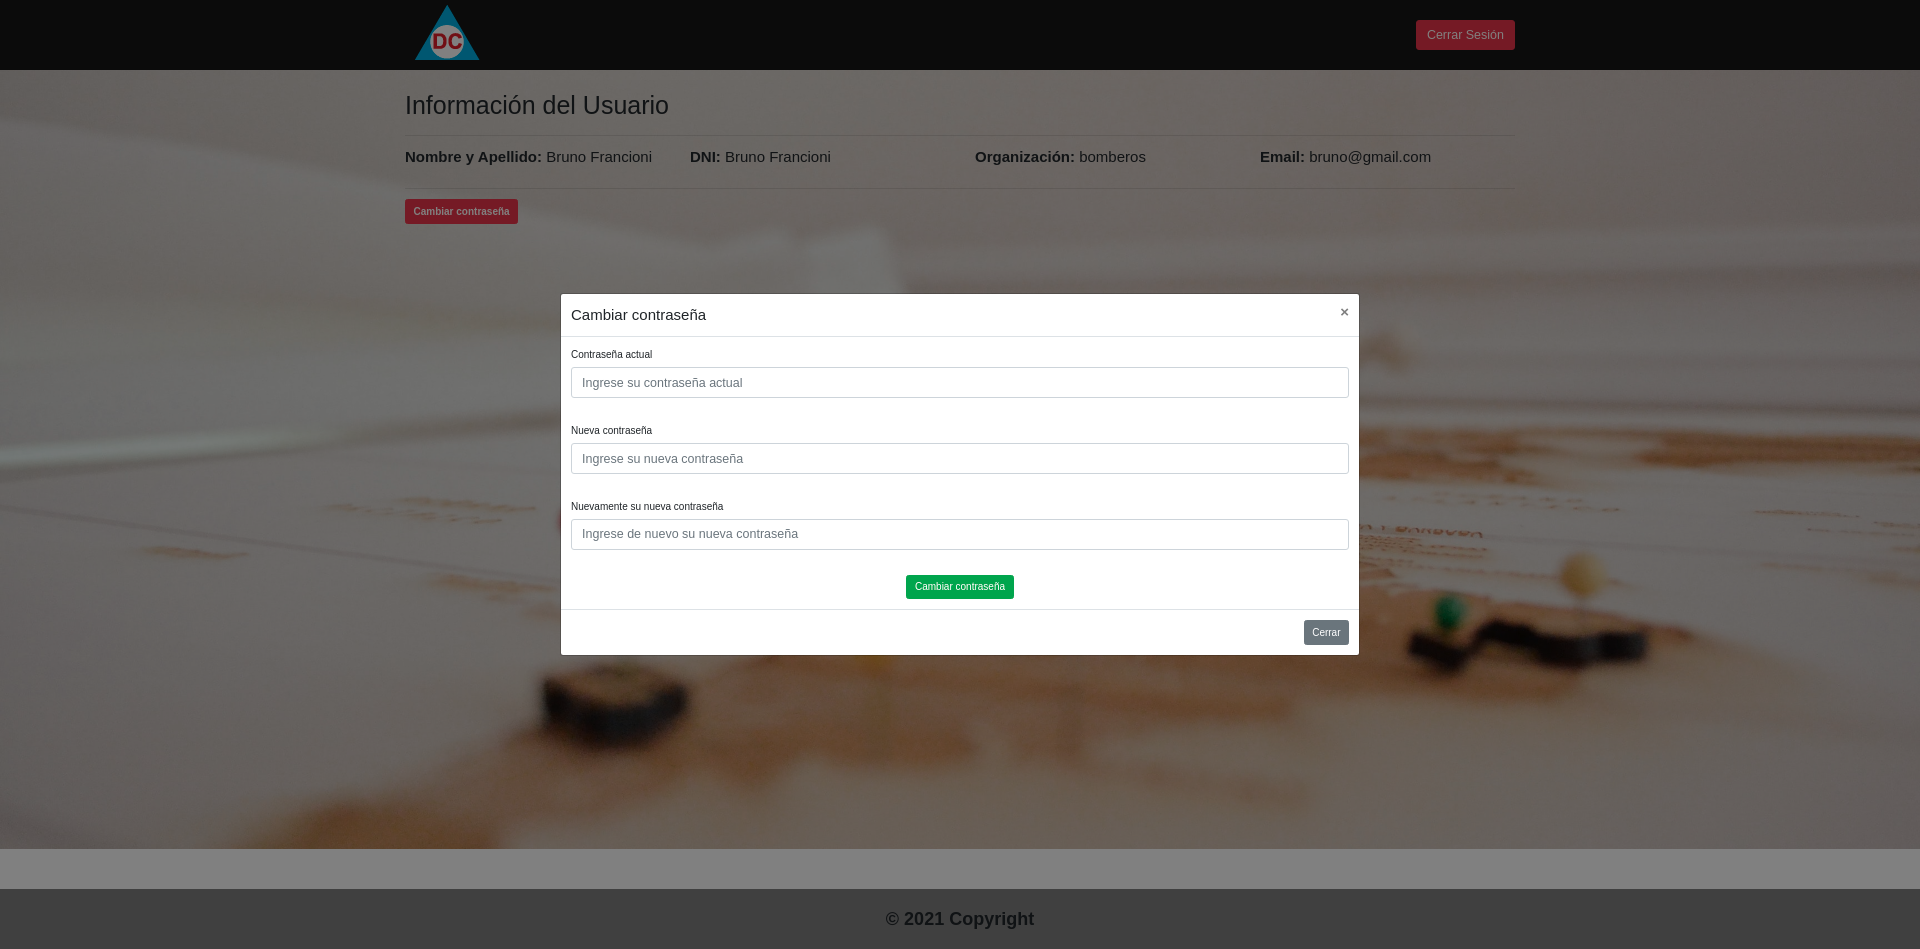 DC
Cerrar Sesión
Información del Usuario
Nombre y Apellido: Bruno Francioni DNI: Bruno Francioni Organización: bomberos Email: bruno@gmail.com
Cambiar contraseña
Cambiar contraseña ×
Contraseña actual
Ingrese su contraseña actual
Nueva contraseña
Ingrese su nueva contraseña
Nuevamente su nueva contraseña
Ingrese de nuevo su nueva contraseña
Cambiar contraseña
Cerrar
© 2021 Copyright